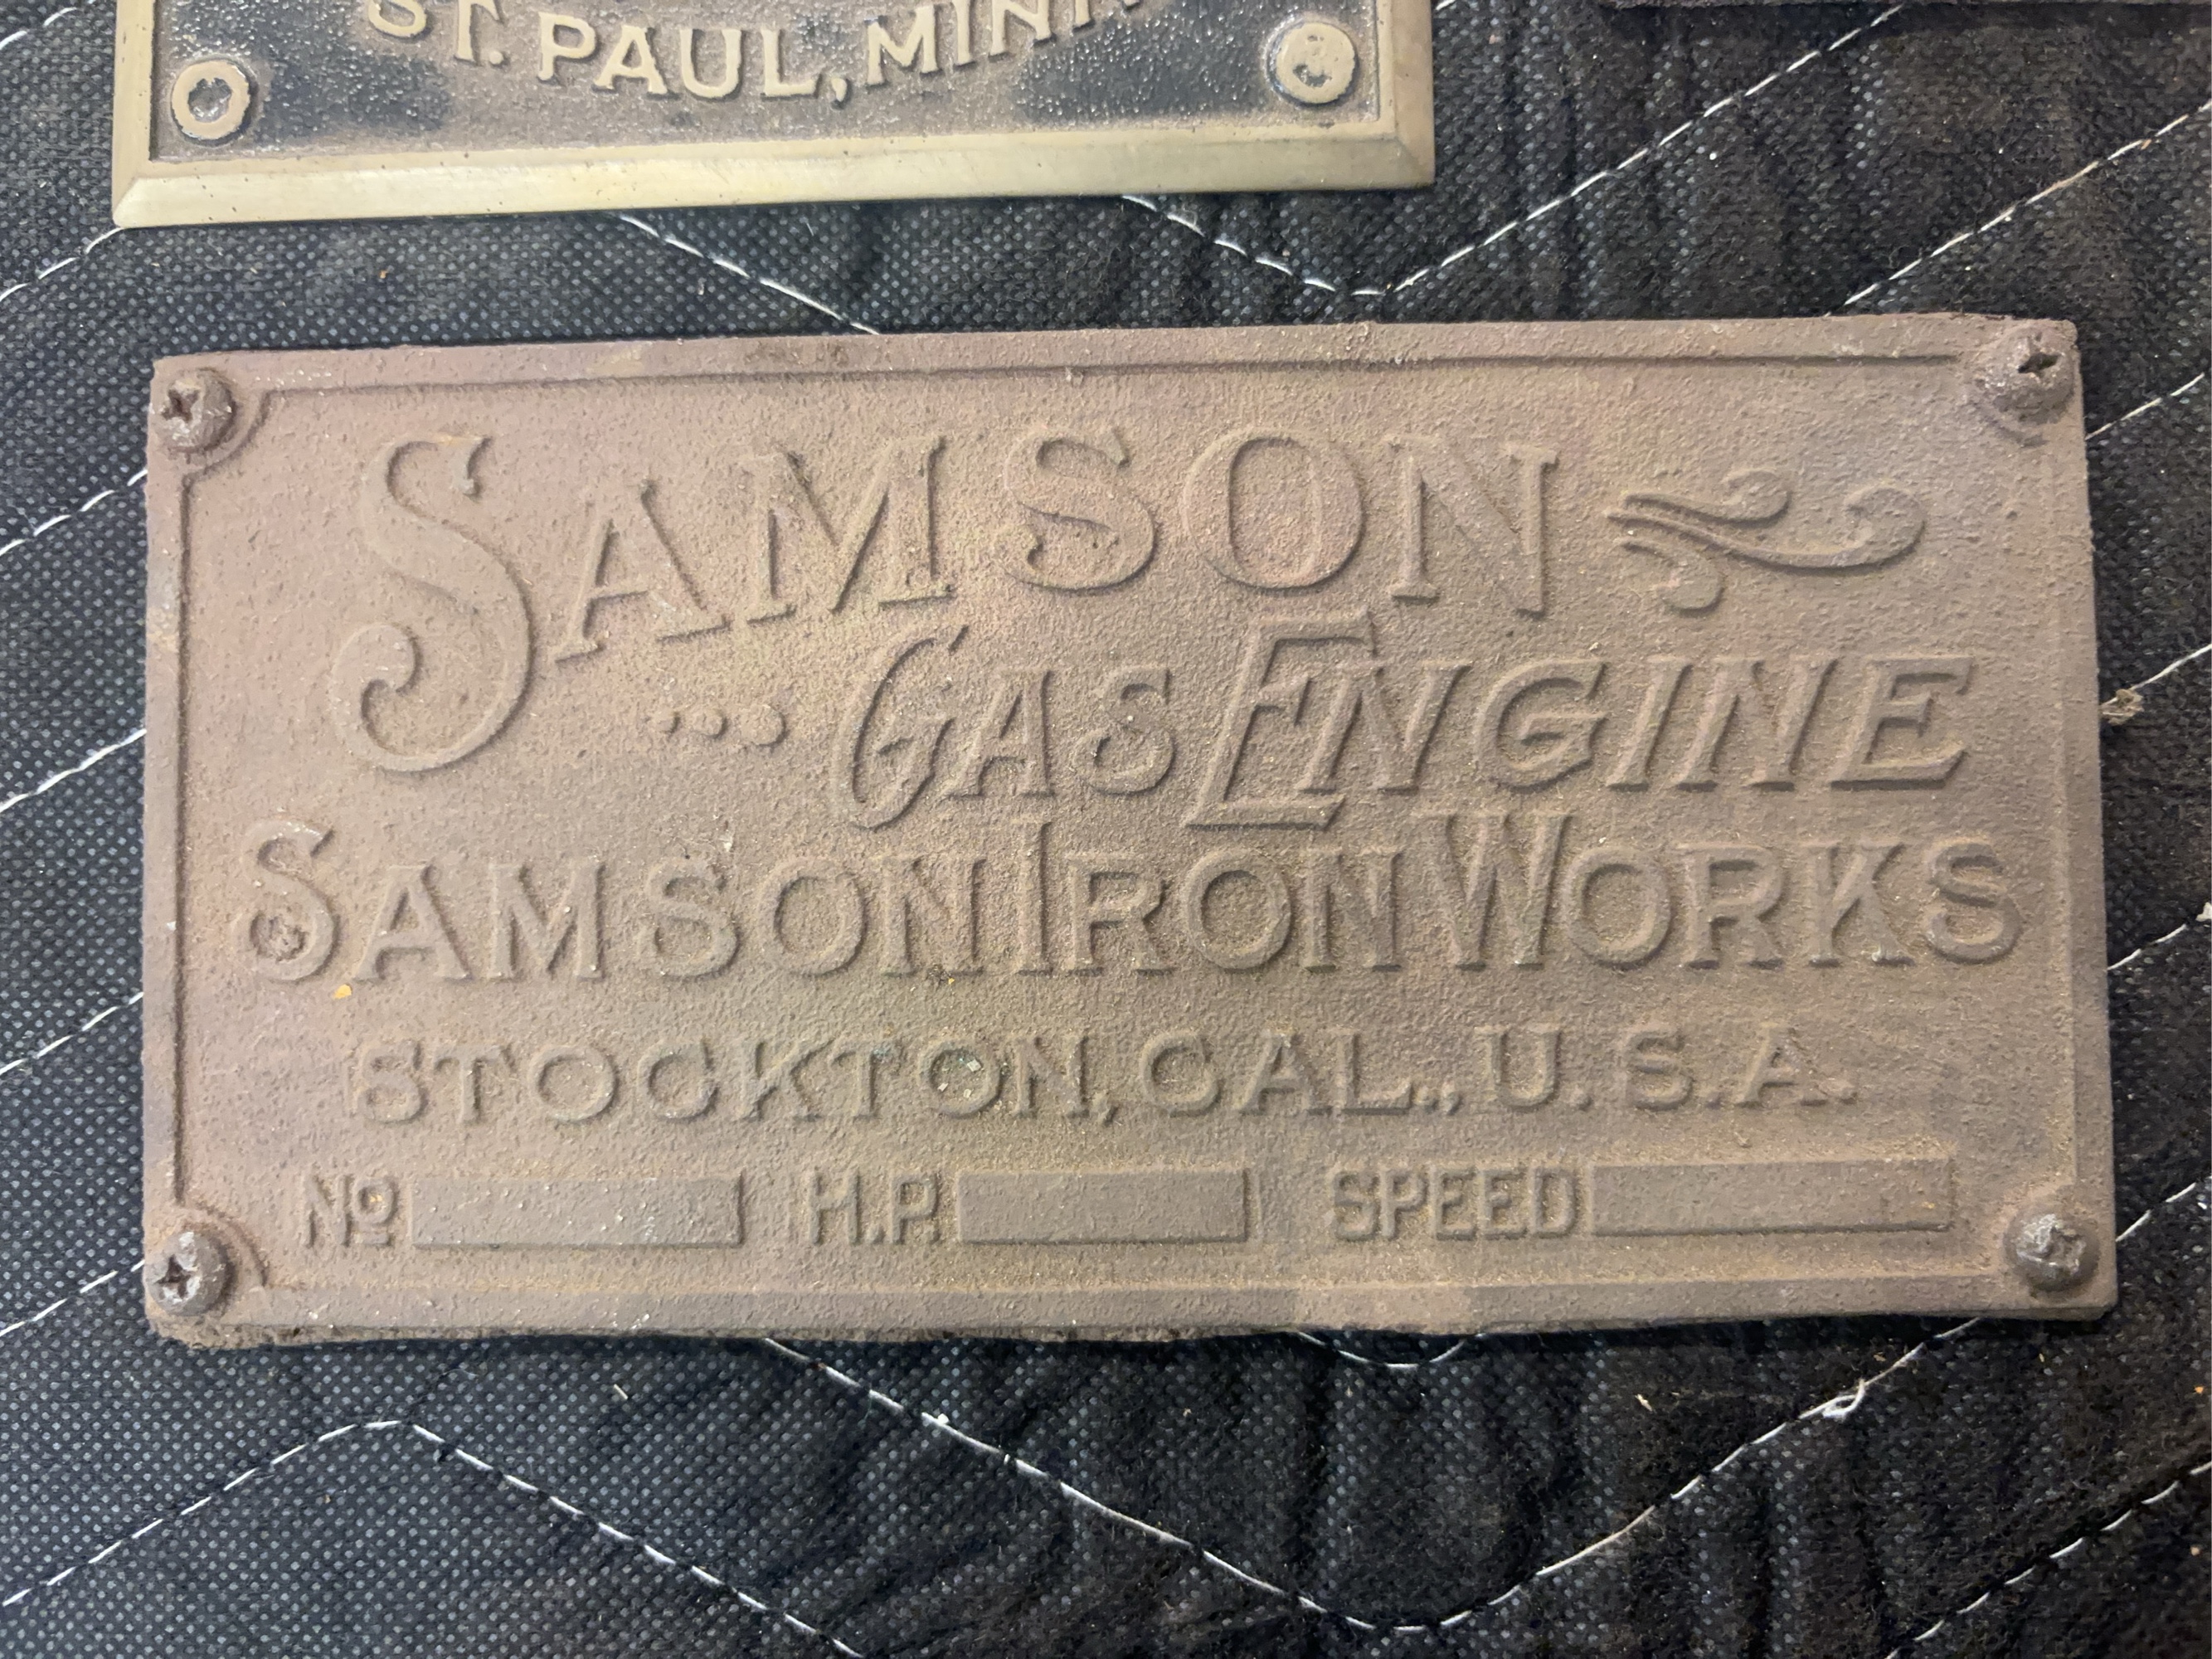 ST. PAUL, MINN
SAMSON
GAS ENGINE
SAMSON IRON WORKS
STOCKTON, CAL., U.S.A.
No H.P. SPEED